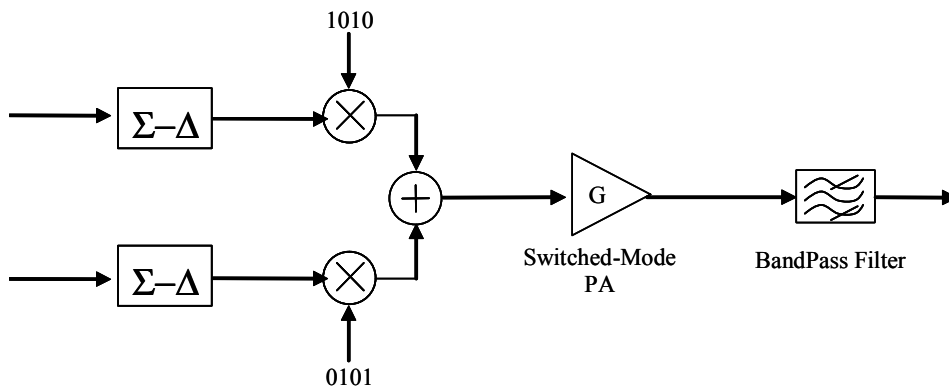 1010
Σ–Δ
G
Σ–Δ
Switched-Mode
PA
BandPass Filter
0101